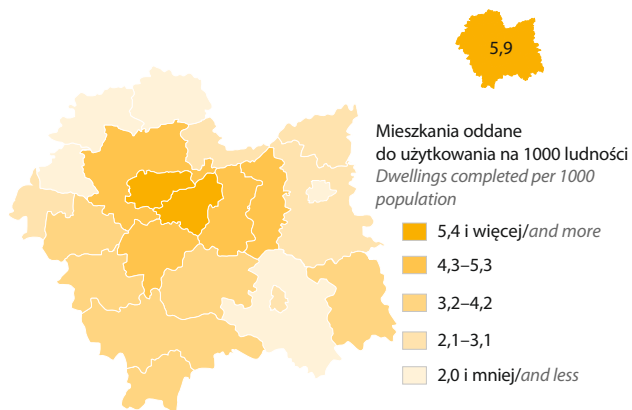 5,9
Mieszkania oddane
do użytkowania na 1000 ludności
Dwellings completed per 1000
population
5,4 i więcej/and more
4,3–5,3
3,2–4,2
2,1–3,1
2,0 i mniej/and less